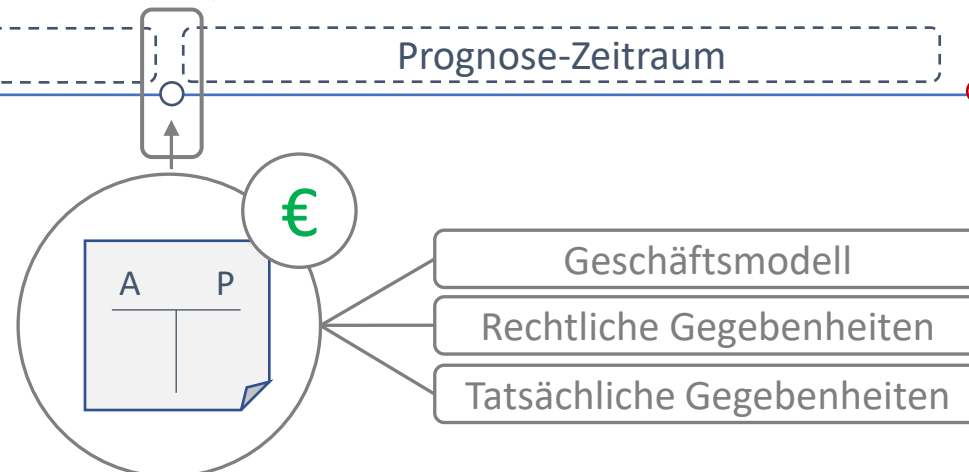 Prognose-Zeitraum
€
A P
Geschäftsmodell
Rechtliche Gegebenheiten
Tatsächliche Gegebenheiten